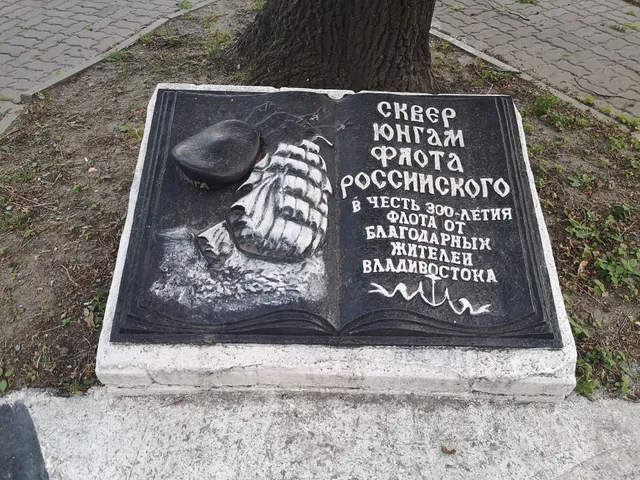 СКВЕР
ЮНГАМ
ФЛОТА
РОССИИСКОГО
В ЧЕСТЬ 300-ЛЕТИЯ
ФЛОТА ОТ
БЛАГОДАРНЫХ
ЖИТЕЛЕИ
ВЛАДИВОСТОКА